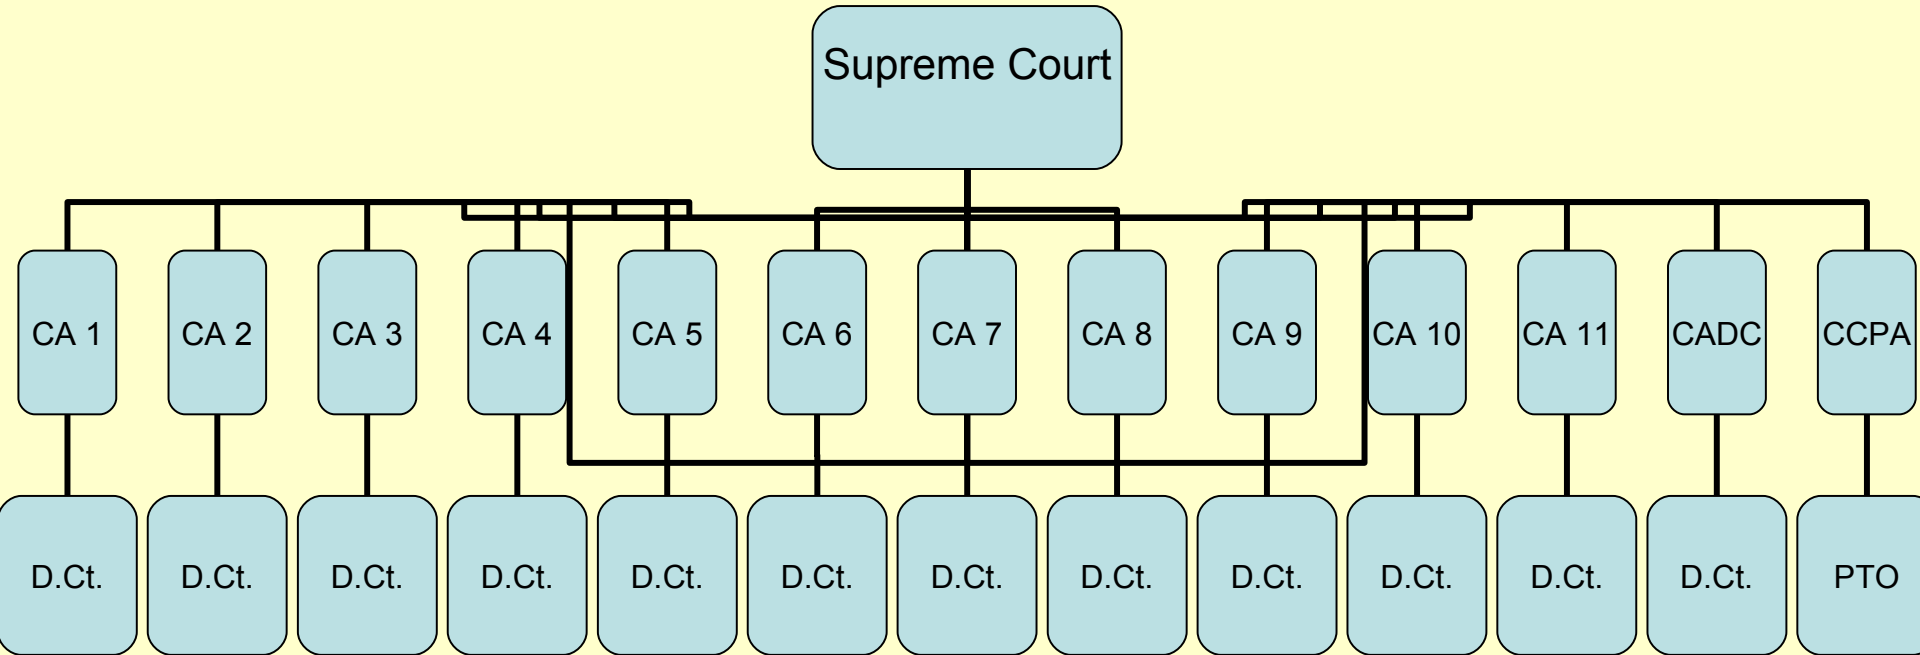 Supreme Court
CA 1
CA 2
CA 3
CA 4
CA 5
CA 6
CA 7
CA 8
CA 9
CA 10
CA 11
CADC
CCPA
D.Ct.
D.Ct.
D.Ct.
D.Ct.
D.Ct.
D.Ct.
D.Ct.
D.Ct.
D.Ct.
D.Ct.
D.Ct.
D.Ct.
PTO